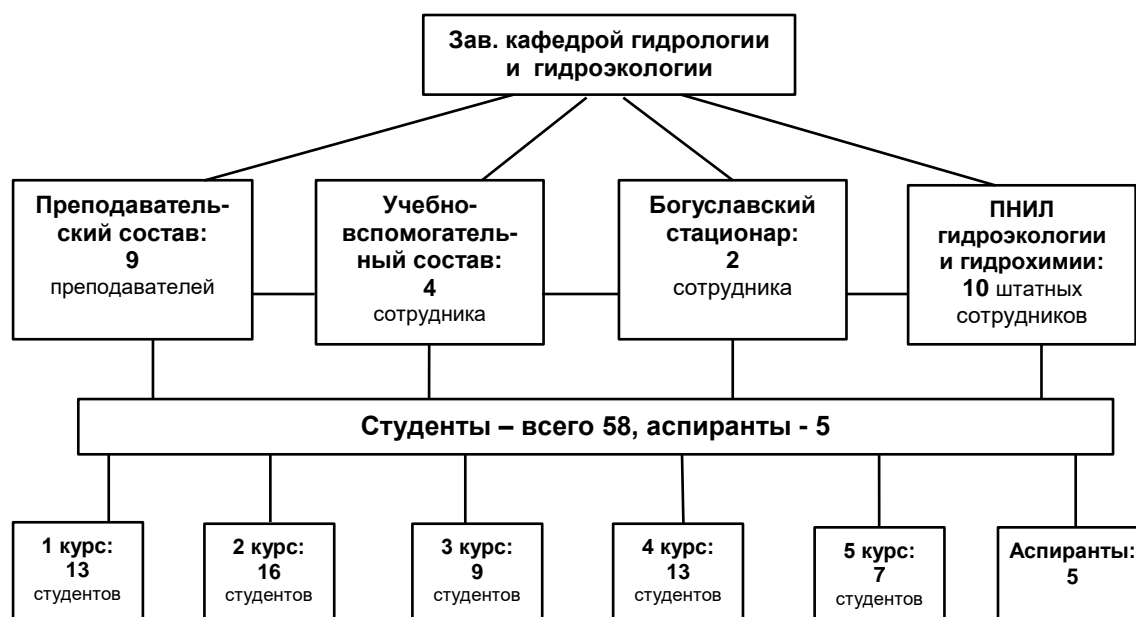 Зав. кафедрой гидрологии
и гидроэкологии
Преподаватель-
ский состав:
9
преподавателей
Учебно-
вспомогатель-
ный состав:
4
сотрудника
Богуславский
стационар:
2
сотрудника
ПНИЛ
гидроэкологии
и гидрохимии:
10 штатных
сотрудников
Студенты – всего 58, аспиранты - 5
1 курс:
13
студентов
2 курс:
16
студентов
3 курс:
9
студентов
4 курс:
13
студентов
5 курс:
7
студентов
Аспиранты:
5